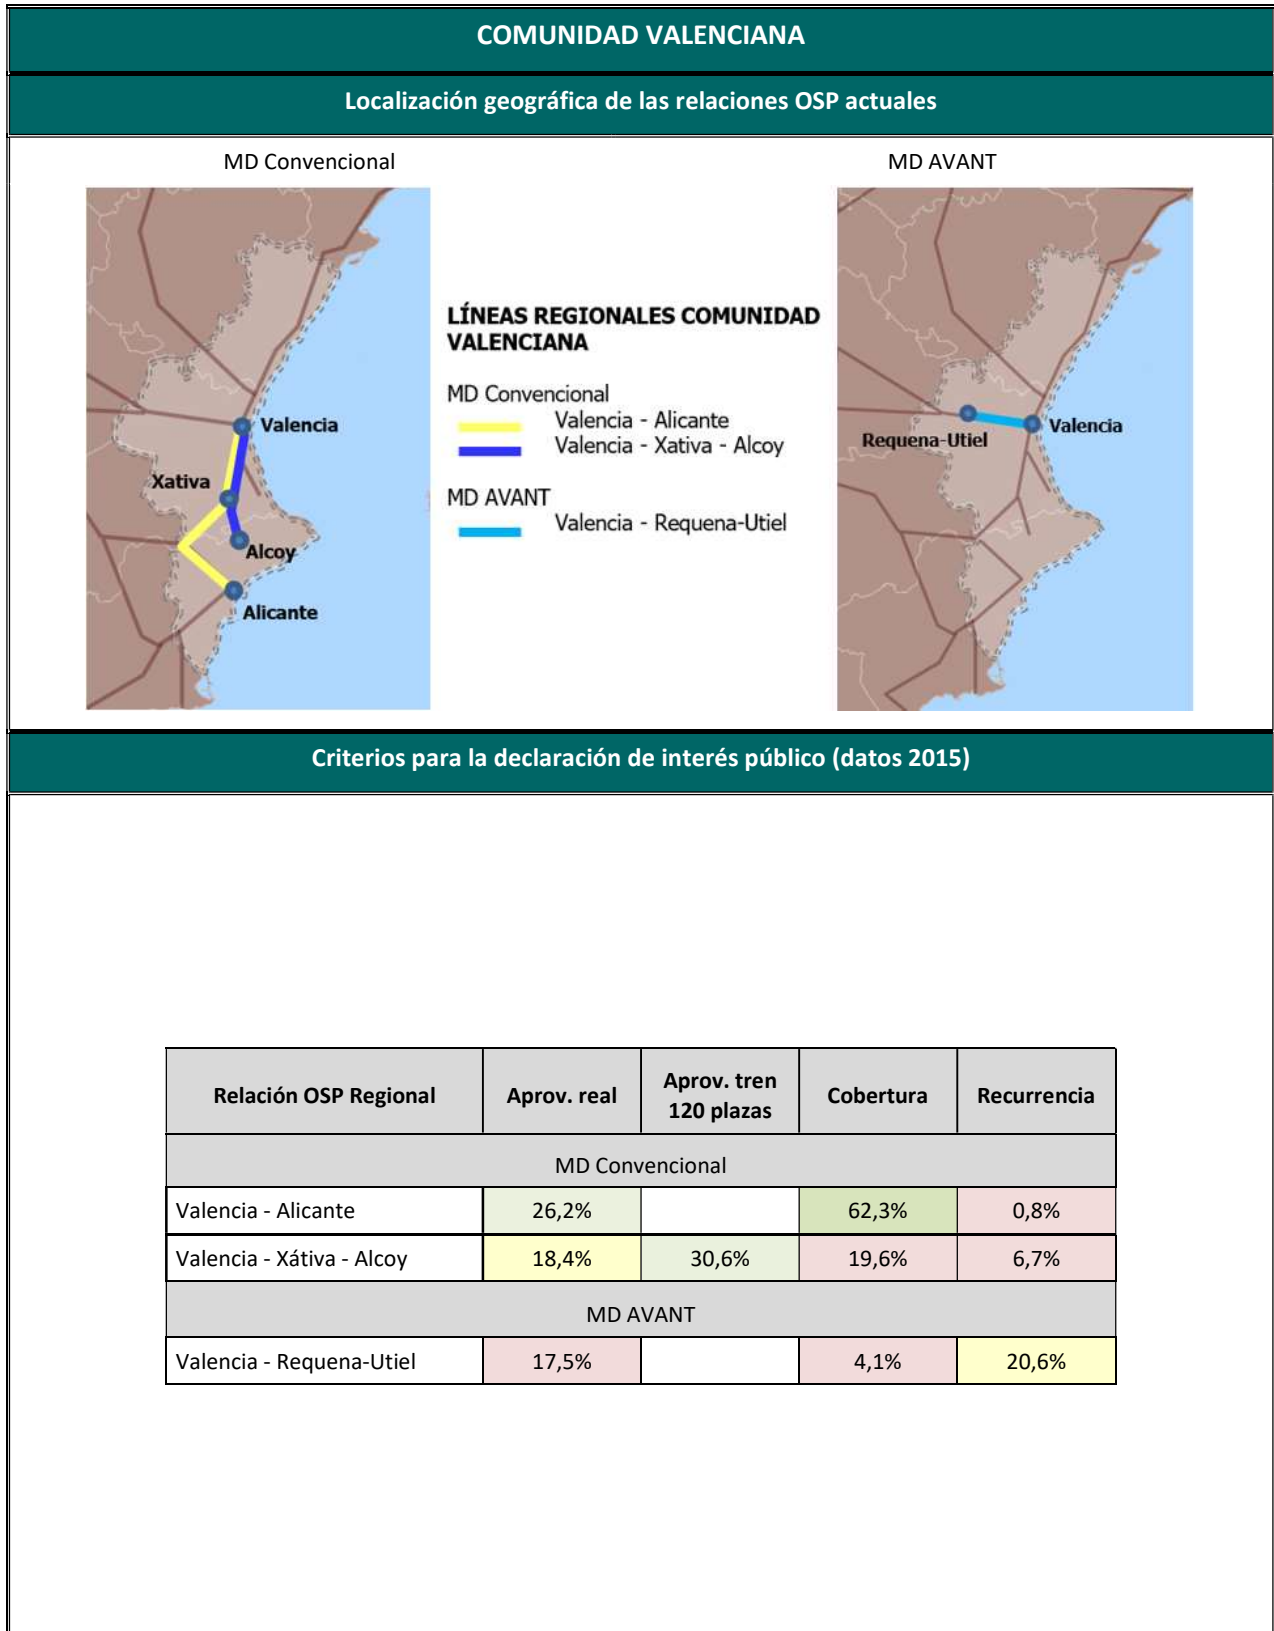 COMUNIDAD VALENCIANA
Localización geográfica de las relaciones OSP actuales
MD Convencional
MD AVANT
Valencia
Xativa
Alcoy
Alicante
LÍNEAS REGIONALES COMUNIDAD
VALENCIANA
MD Convencional
Valencia - Alicante
Valencia - Xativa - Alcoy
MD AVANT
Valencia - Requena-Utiel
Requena-Utiel
Valencia
Criterios para la declaración de interés público (datos 2015)
Relación OSP Regional
Aprov. real
Aprov. tren
120 plazas
Cobertura
Recurrencia
MD Convencional
Valencia - Alicante
26,2%
62,3%
0,8%
Valencia - Xátiva - Alcoy
18,4%
30,6%
19,6%
6,7%
MD AVANT
Valencia - Requena-Utiel
17,5%
4,1%
20,6%